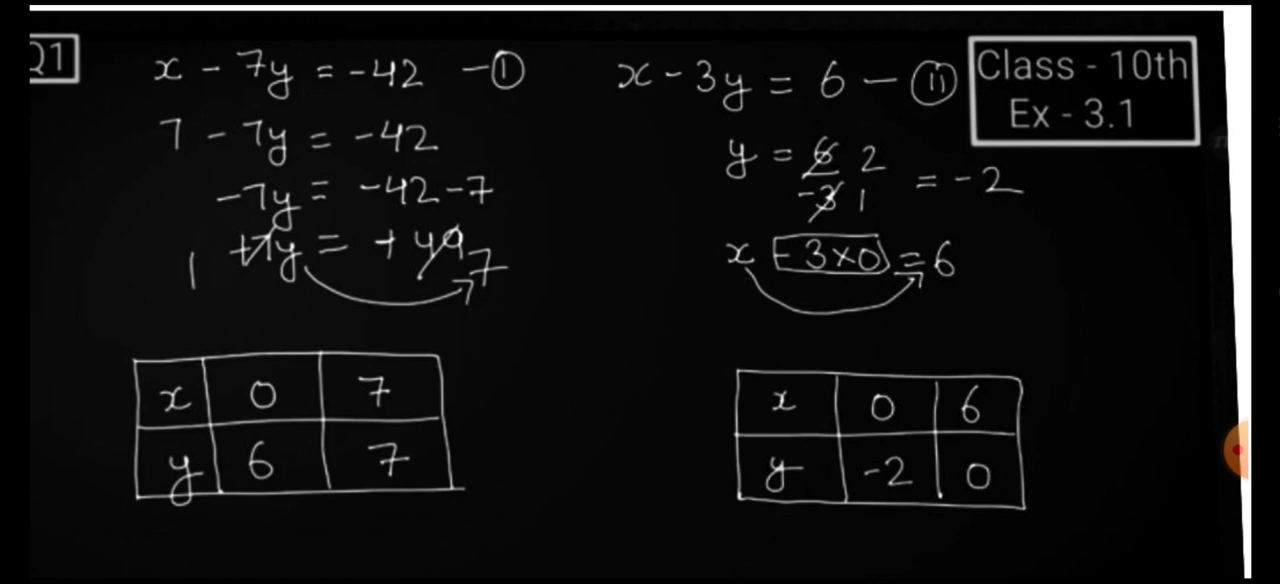 Q1
x - 7y = -42 - ①
7 - 7y = -42
-7y = -42-7
1 +7y = + 49 7
x 0 7
y 6 7
x - 3y = 6 - ⑪
y = 6 2 / -3 1 = -2
x - 3×0 = 6
x 0 6
y -2 0
Class - 10th
Ex - 3.1